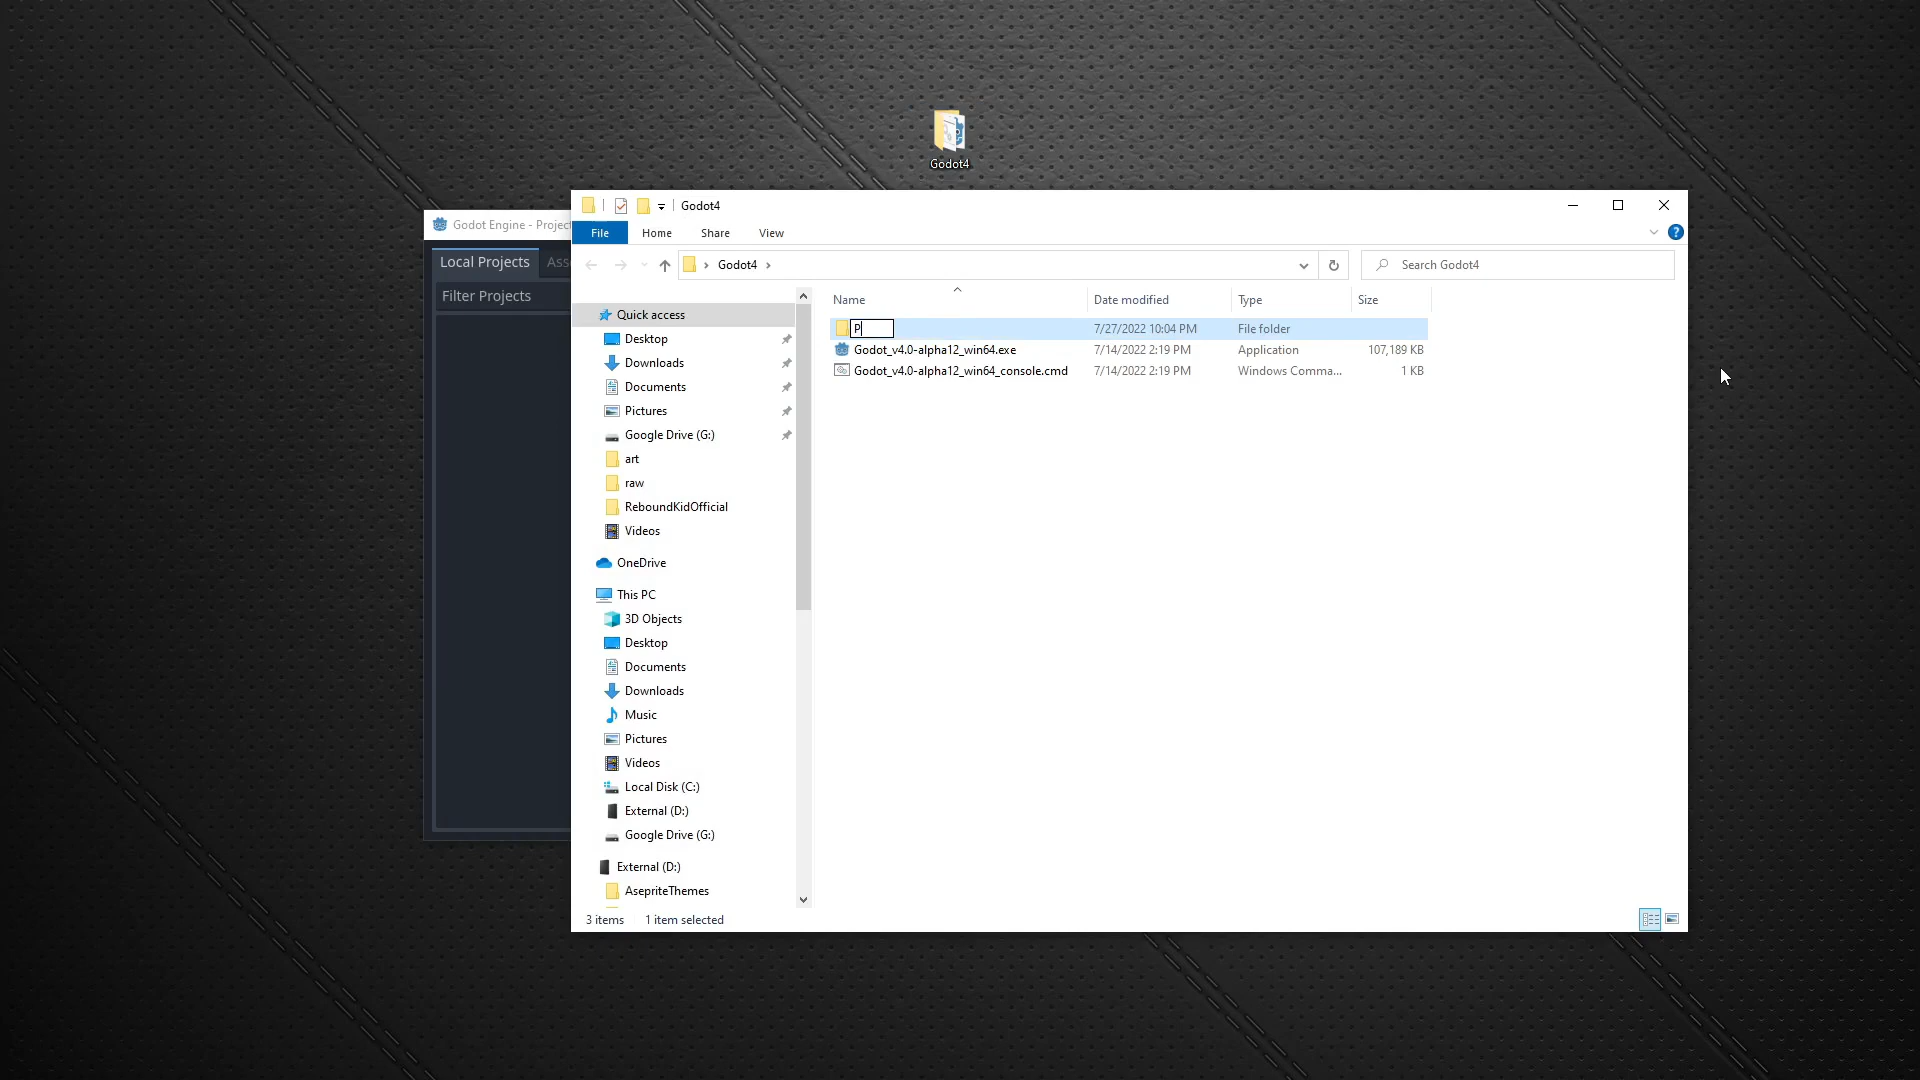 Godot4
Godot Engine - Project
Local Projects
Ass
Filter Projects
Godot4
File
Home
Share
View
?
Godot4
Search Godot4
Name
Date modified
Type
Size
P
7/27/2022 10:04 PM
File folder
Godot_v4.0-alpha12_win64.exe
7/14/2022 2:19 PM
Application
107,189 KB
Godot_v4.0-alpha12_win64_console.cmd
7/14/2022 2:19 PM
Windows Comma...
1 KB
Quick access
Desktop
Downloads
Documents
Pictures
Google Drive (G:)
art
raw
ReboundKidOfficial
Videos
OneDrive
This PC
3D Objects
Desktop
Documents
Downloads
Music
Pictures
Videos
Local Disk (C:)
External (D:)
Google Drive (G:)
External (D:)
AsepriteThemes
3 items
1 item selected